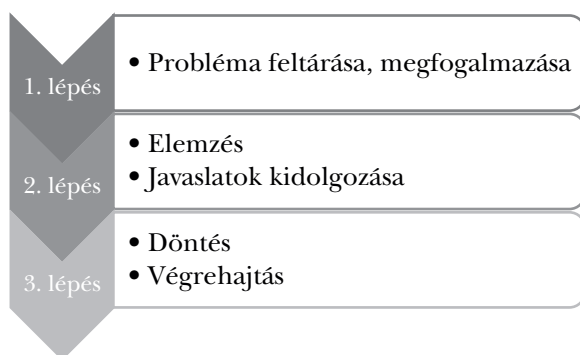 1. lépés
• Probléma feltárása, megfogalmazása
2. lépés
• Elemzés
• Javaslatok kidolgozása
3. lépés
• Döntés
• Végrehajtás